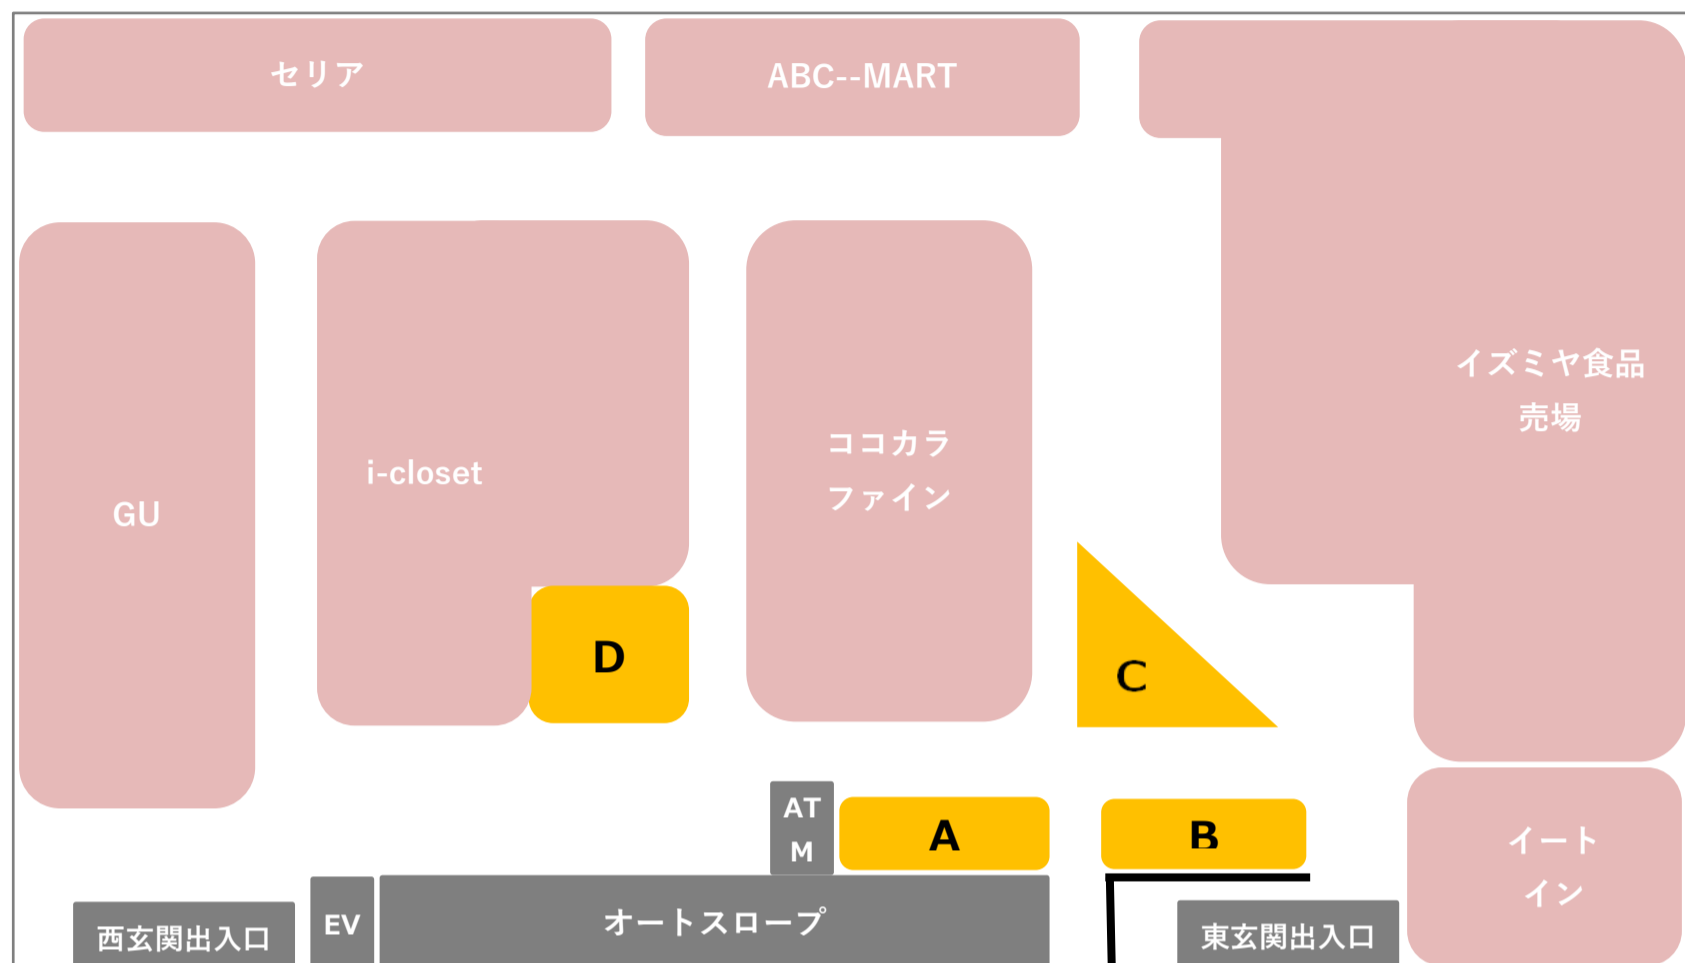 セリア
ABC--MART
イズミヤ食品
売場
ココカラ
ファイン
i-closet
GU
D
C
AT
M
A
B
イート
イン
オートスロープ
EV
西玄関出入口
東玄関出入口